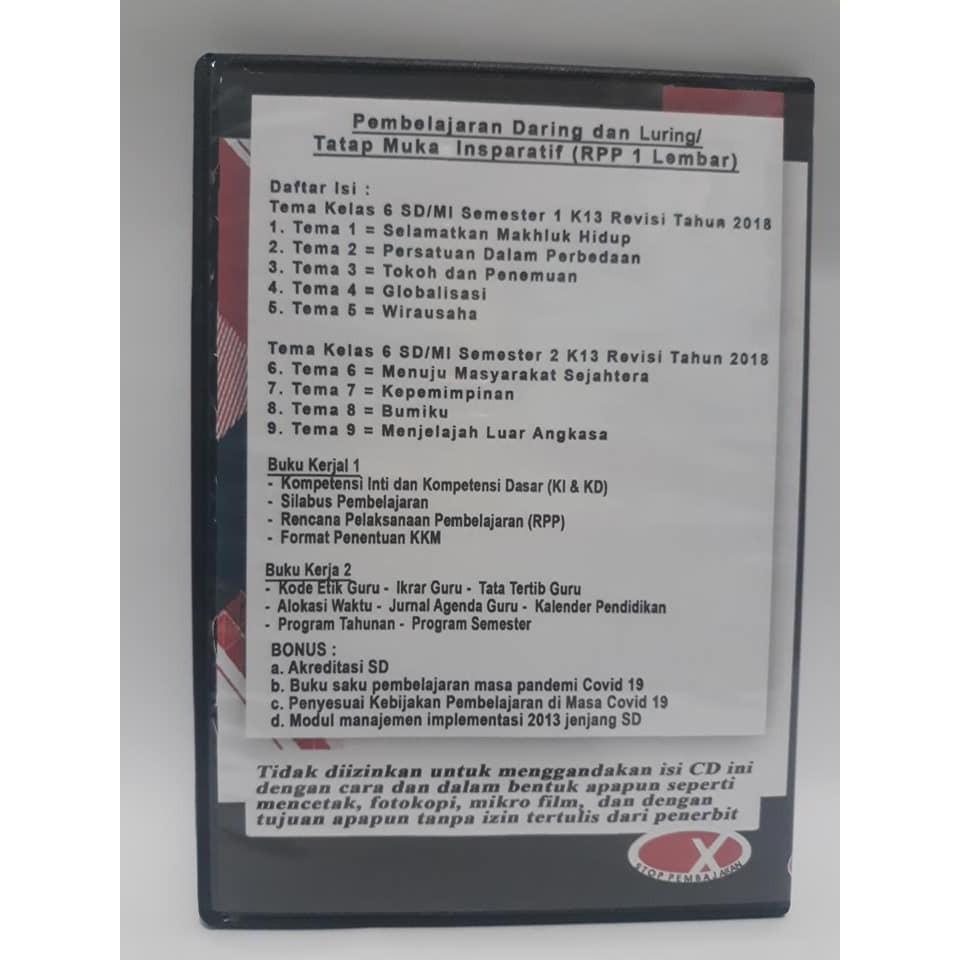 Pembelajaran Daring dan Luring/
Tatap Muka Insparatif (RPP 1 Lembar)
Daftar Isi :
Tema Kelas 6 SD/MI Semester 1 K13 Revisi Tahun 2018
1. Tema 1 = Selamatkan Makhluk Hidup
2. Tema 2 = Persatuan Dalam Perbedaan
3. Tema 3 = Tokoh dan Penemuan
4. Tema 4 = Globalisasi
5. Tema 5 = Wirausaha
Tema Kelas 6 SD/MI Semester 2 K13 Revisi Tahun 2018
6. Tema 6 = Menuju Masyarakat Sejahtera
7. Tema 7 = Kepemimpinan
8. Tema 8 = Bumiku
9. Tema 9 = Menjelajah Luar Angkasa
Buku Kerjal 1
- Kompetensi Inti dan Kompetensi Dasar (KI & KD)
- Silabus Pembelajaran
- Rencana Pelaksanaan Pembelajaran (RPP)
- Format Penentuan KKM
Buku Kerja 2
- Kode Etik Guru - Ikrar Guru - Tata Tertib Guru
- Alokasi Waktu - Jurnal Agenda Guru - Kalender Pendidikan
- Program Tahunan - Program Semester
BONUS :
a. Akreditasi SD
b. Buku saku pembelajaran masa pandemi Covid 19
c. Penyesuai Kebijakan Pembelajaran di Masa Covid 19
d. Modul manajemen implementasi 2013 jenjang SD
Tidak diizinkan untuk menggandakan isi CD ini
dengan cara dan dalam bentuk apapun seperti
mencetak, fotokopi, mikro film, dan dengan
tujuan apapun tanpa izin tertulis dari penerbit
X
STOP PEMBAJAKAN